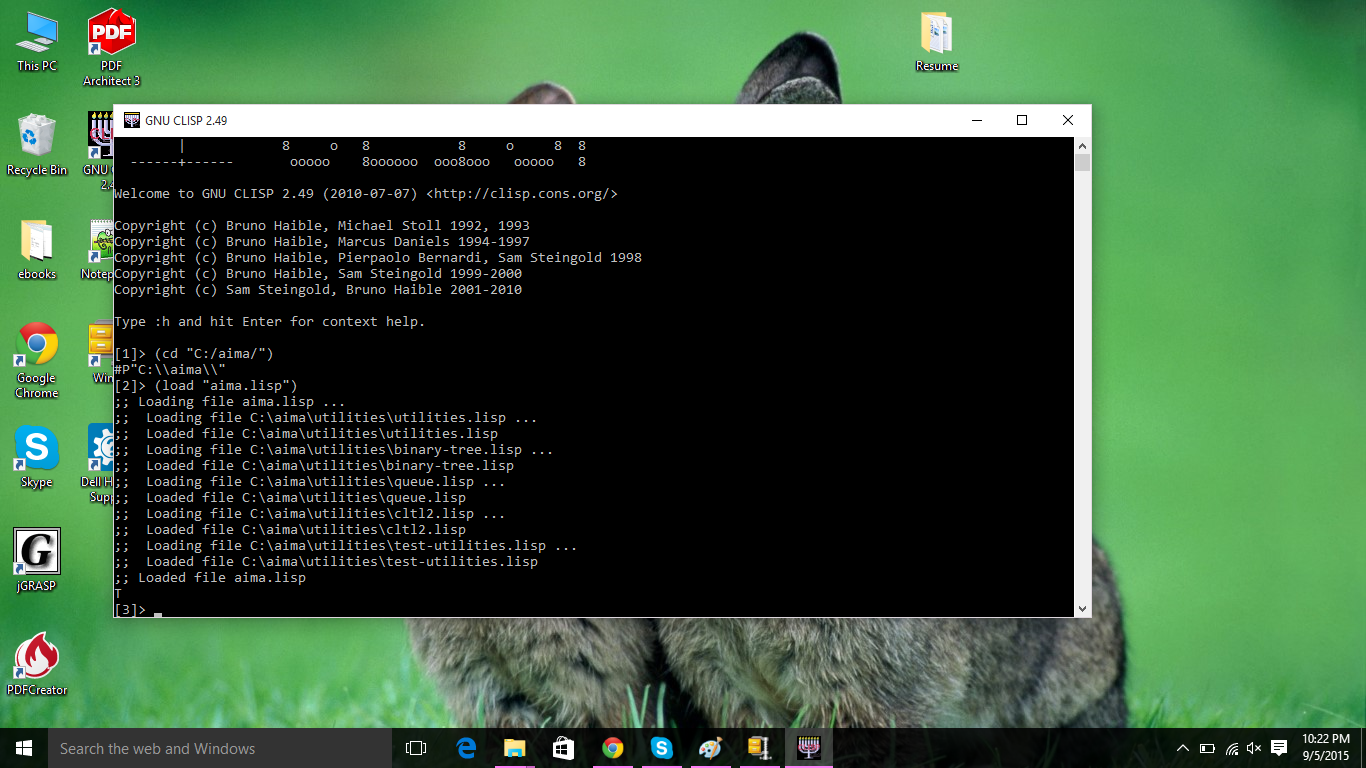 This PC
PDF
PDF
Architect 3
Resume
Recycle Bin
GNU
2.4
ebooks
Notep
Google
Chrome
Win
Skype
Dell H
Supp
jGRASP
PDFCreator
GNU CLISP 2.49
| 8 o 8 8 o 8 8
------+------ ooooo 8oooooo ooo8ooo ooooo 8
Welcome to GNU CLISP 2.49 (2010-07-07) <http://clisp.cons.org/>
Copyright (c) Bruno Haible, Michael Stoll 1992, 1993
Copyright (c) Bruno Haible, Marcus Daniels 1994-1997
Copyright (c) Bruno Haible, Pierpaolo Bernardi, Sam Steingold 1998
Copyright (c) Bruno Haible, Sam Steingold 1999-2000
Copyright (c) Sam Steingold, Bruno Haible 2001-2010
Type :h and hit Enter for context help.
[1]> (cd "C:/aima/")
#P"C:\\aima\\"
[2]> (load "aima.lisp")
;; Loading file aima.lisp ...
;;  Loading file C:\aima\utilities\utilities.lisp ...
;;  Loaded file C:\aima\utilities\utilities.lisp
;;  Loading file C:\aima\utilities\binary-tree.lisp ...
;;  Loaded file C:\aima\utilities\binary-tree.lisp
;;  Loading file C:\aima\utilities\queue.lisp ...
;;  Loaded file C:\aima\utilities\queue.lisp
;;  Loading file C:\aima\utilities\cltl2.lisp ...
;;  Loaded file C:\aima\utilities\cltl2.lisp
;;  Loading file C:\aima\utilities\test-utilities.lisp ...
;;  Loaded file C:\aima\utilities\test-utilities.lisp
;; Loaded file aima.lisp
T
[3]>
Search the web and Windows
10:22 PM
9/5/2015